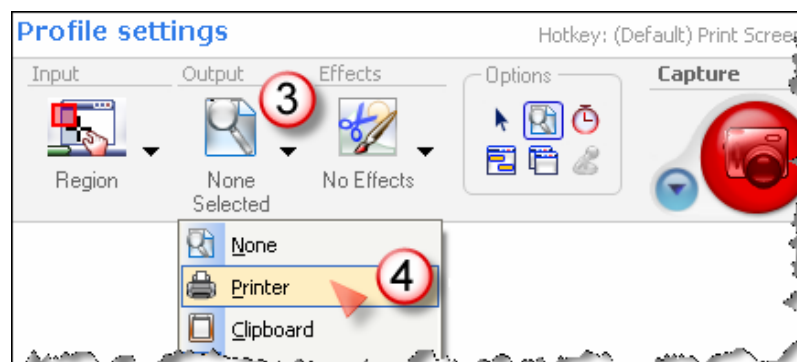 Profile settings
Hotkey: (Default) Print Screen
Input
Output
Effects
Options
Capture
3
Region
None
Selected
No Effects
None
Printer
4
Clipboard